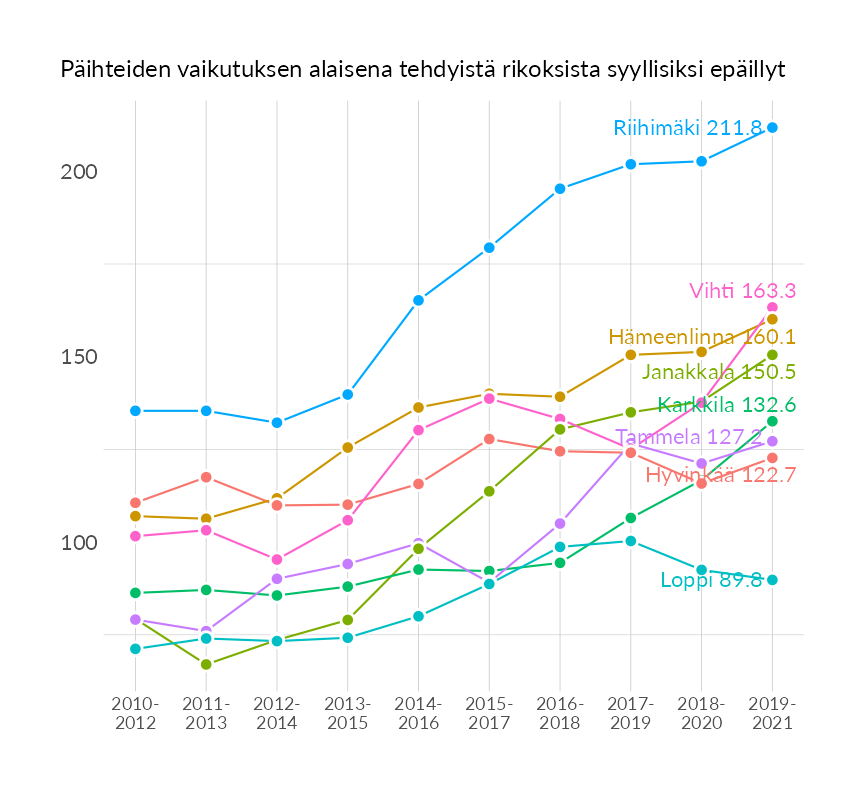 Päihteiden vaikutuksen alaisena tehdyistä rikoksista syyllisiksi epäillyt
Riihimäki 211.8
200
Vihti 163.3
Hämeenlinna 160.1
150
Janakkala 150.5
Karkkila 132.6
Tammela 127.2
Hyvinkää 122.7
100
Loppi 89.8
2010- 2011- 2012- 2013- 2014- 2015- 2016- 2017- 2018- 2019-
2012 2013 2014 2015 2016 2017 2018 2019 2020 2021